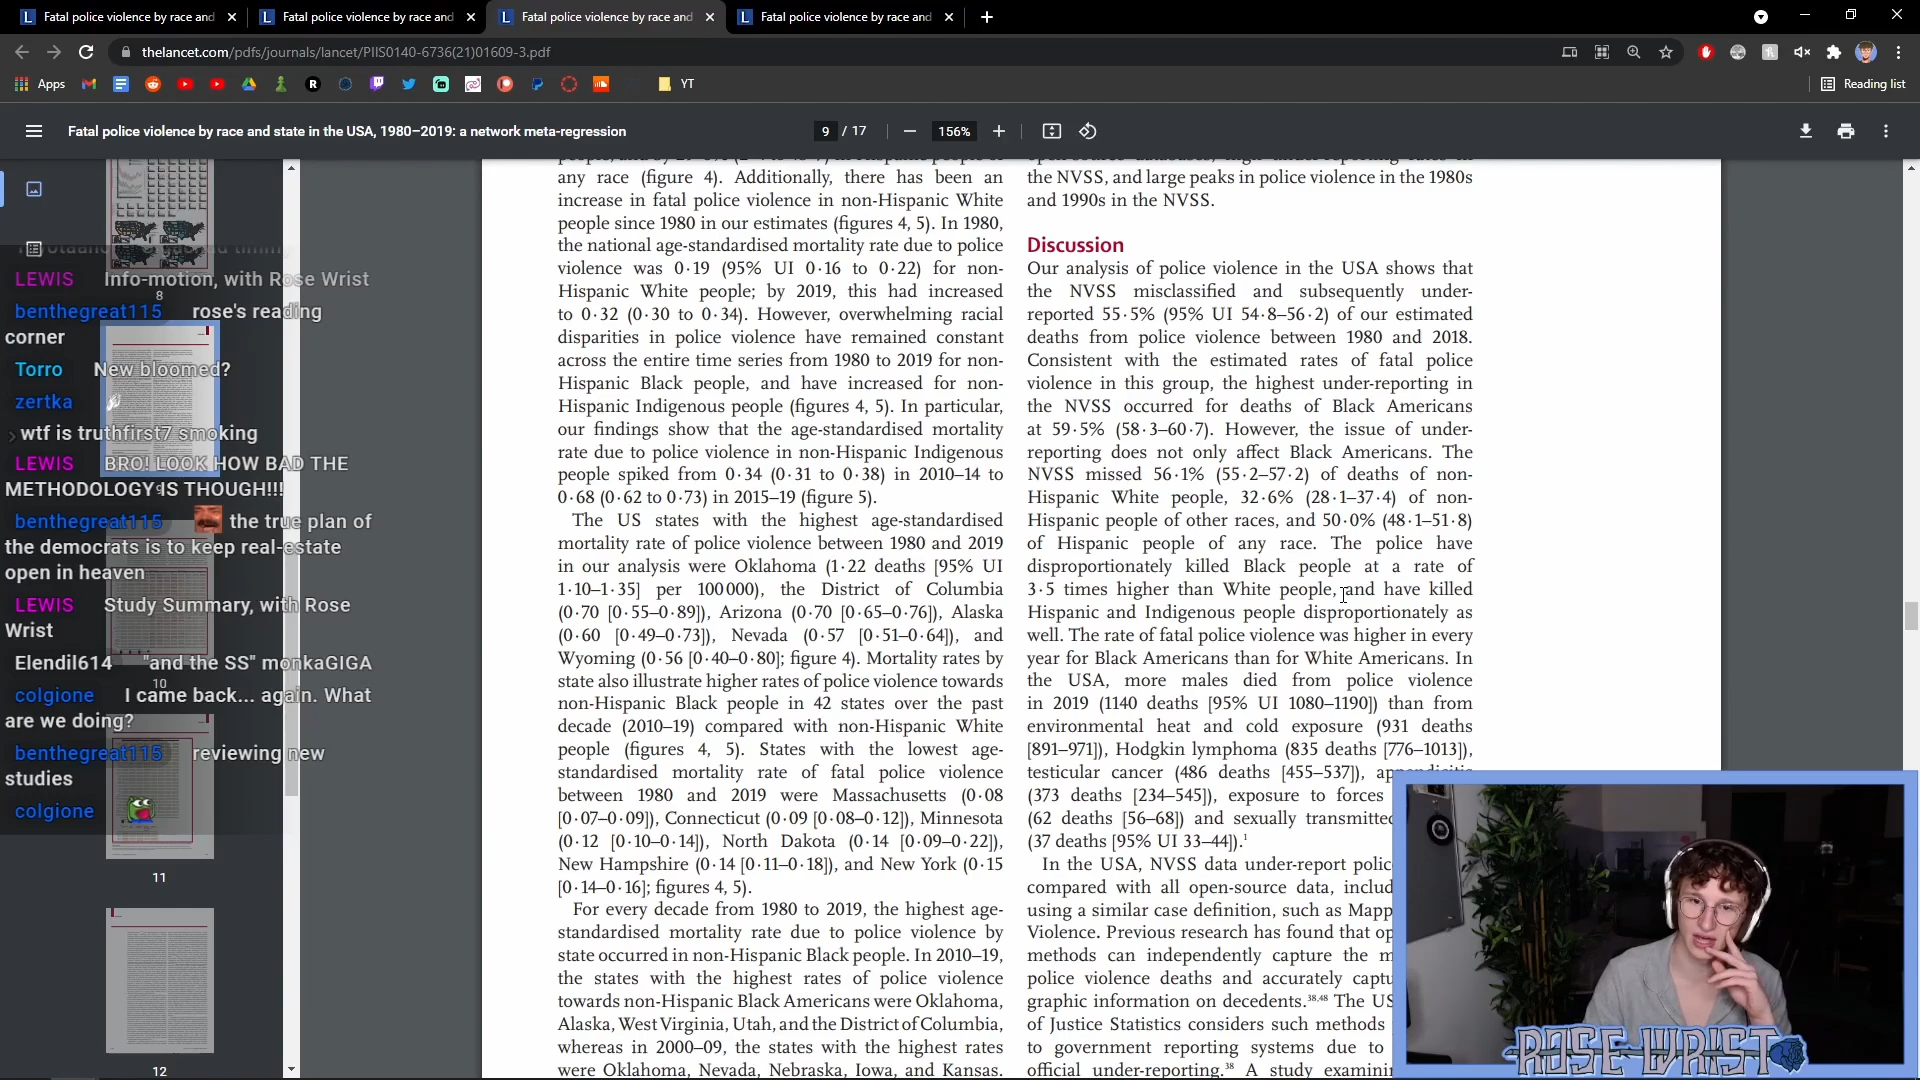 Fatal police violence by race and
Fatal police violence by race and
Fatal police violence by race and
Fatal police violence by race and
thelancet.com/pdfs/journals/lancet/PIIS0140-6736(21)01609-3.pdf
Apps
YT
Reading list
Fatal police violence by race and state in the USA, 1980–2019: a network meta-regression
9 / 17
156%
LEWIS Info-motion, with Rose Wrist
8
benthegreat115 rose's reading
corner
Torro New bloomed?
zertka
wtf is truthfirst7 smoking
LEWIS BRO! LOOK HOW BAD THE
METHODOLOGY IS THOUGH!!!
9
benthegreat115 the true plan of
the democrats is to keep real-estate
open in heaven
LEWIS Study Summary, with Rose
Wrist
Elendil614 "and the SS" monkaGIGA
10
colgione I came back... again. What
are we doing?
benthegreat115 reviewing new
studies
colgione
11
12
any race (figure 4). Additionally, there has been an
increase in fatal police violence in non-Hispanic White
people since 1980 in our estimates (figures 4, 5). In 1980,
the national age-standardised mortality rate due to police
violence was 0·19 (95% UI 0·16 to 0·22) for non-
Hispanic White people; by 2019, this had increased
to 0·32 (0·30 to 0·34). However, overwhelming racial
disparities in police violence have remained constant
across the entire time series from 1980 to 2019 for non-
Hispanic Black people, and have increased for non-
Hispanic Indigenous people (figures 4, 5). In particular,
our findings show that the age-standardised mortality
rate due to police violence in non-Hispanic Indigenous
people spiked from 0·34 (0·31 to 0·38) in 2010–14 to
0·68 (0·62 to 0·73) in 2015–19 (figure 5).
The US states with the highest age-standardised
mortality rate of police violence between 1980 and 2019
in our analysis were Oklahoma (1·22 deaths [95% UI
1·10–1·35] per 100 000), the District of Columbia
(0·70 [0·55–0·89]), Arizona (0·70 [0·65–0·76]), Alaska
(0·60 [0·49–0·73]), Nevada (0·57 [0·51–0·64]), and
Wyoming (0·56 [0·40–0·80]; figure 4). Mortality rates by
state also illustrate higher rates of police violence towards
non-Hispanic Black people in 42 states over the past
decade (2010–19) compared with non-Hispanic White
people (figures 4, 5). States with the lowest age-
standardised mortality rate of fatal police violence
between 1980 and 2019 were Massachusetts (0·08
[0·07–0·09]), Connecticut (0·09 [0·08–0·12]), Minnesota
(0·12 [0·10–0·14]), North Dakota (0·14 [0·09–0·22]),
New Hampshire (0·14 [0·11–0·18]), and New York (0·15
[0·14–0·16]; figures 4, 5).
For every decade from 1980 to 2019, the highest age-
standardised mortality rate due to police violence by
state occurred in non-Hispanic Black people. In 2010–19,
the states with the highest rates of police violence
towards non-Hispanic Black Americans were Oklahoma,
Alaska, West Virginia, Utah, and the District of Columbia,
whereas in 2000–09, the states with the highest rates
were Oklahoma, Nevada, Nebraska, Iowa, and Kansas.
the NVSS, and large peaks in police violence in the 1980s
and 1990s in the NVSS.
Discussion
Our analysis of police violence in the USA shows that
the NVSS misclassified and subsequently under-
reported 55·5% (95% UI 54·8–56·2) of our estimated
deaths from police violence between 1980 and 2018.
Consistent with the estimated rates of fatal police
violence in this group, the highest under-reporting in
the NVSS occurred for deaths of Black Americans
at 59·5% (58·3–60·7). However, the issue of under-
reporting does not only affect Black Americans. The
NVSS missed 56·1% (55·2–57·2) of deaths of non-
Hispanic White people, 32·6% (28·1–37·4) of non-
Hispanic people of other races, and 50·0% (48·1–51·8)
of Hispanic people of any race. The police have
disproportionately killed Black people at a rate of
3·5 times higher than White people, and have killed
Hispanic and Indigenous people disproportionately as
well. The rate of fatal police violence was higher in every
year for Black Americans than for White Americans. In
the USA, more males died from police violence
in 2019 (1140 deaths [95% UI 1080–1190]) than from
environmental heat and cold exposure (931 deaths
[891–971]), Hodgkin lymphoma (835 deaths [776–1013]),
testicular cancer (486 deaths [455–537]),
(373 deaths [234–545]), exposure to forces
(62 deaths [56–68]) and sexually transmitted
(37 deaths [95% UI 33–44]).1
In the USA, NVSS data under-report polic
compared with all open-source data, includ
using a similar case definition, such as Mapp
Violence. Previous research has found that op
methods can independently capture the m
police violence deaths and accurately captu
graphic information on decedents.38,48 The US
of Justice Statistics considers such methods
to government reporting systems due to
official under-reporting.38 A study examini
ROSE WRIST